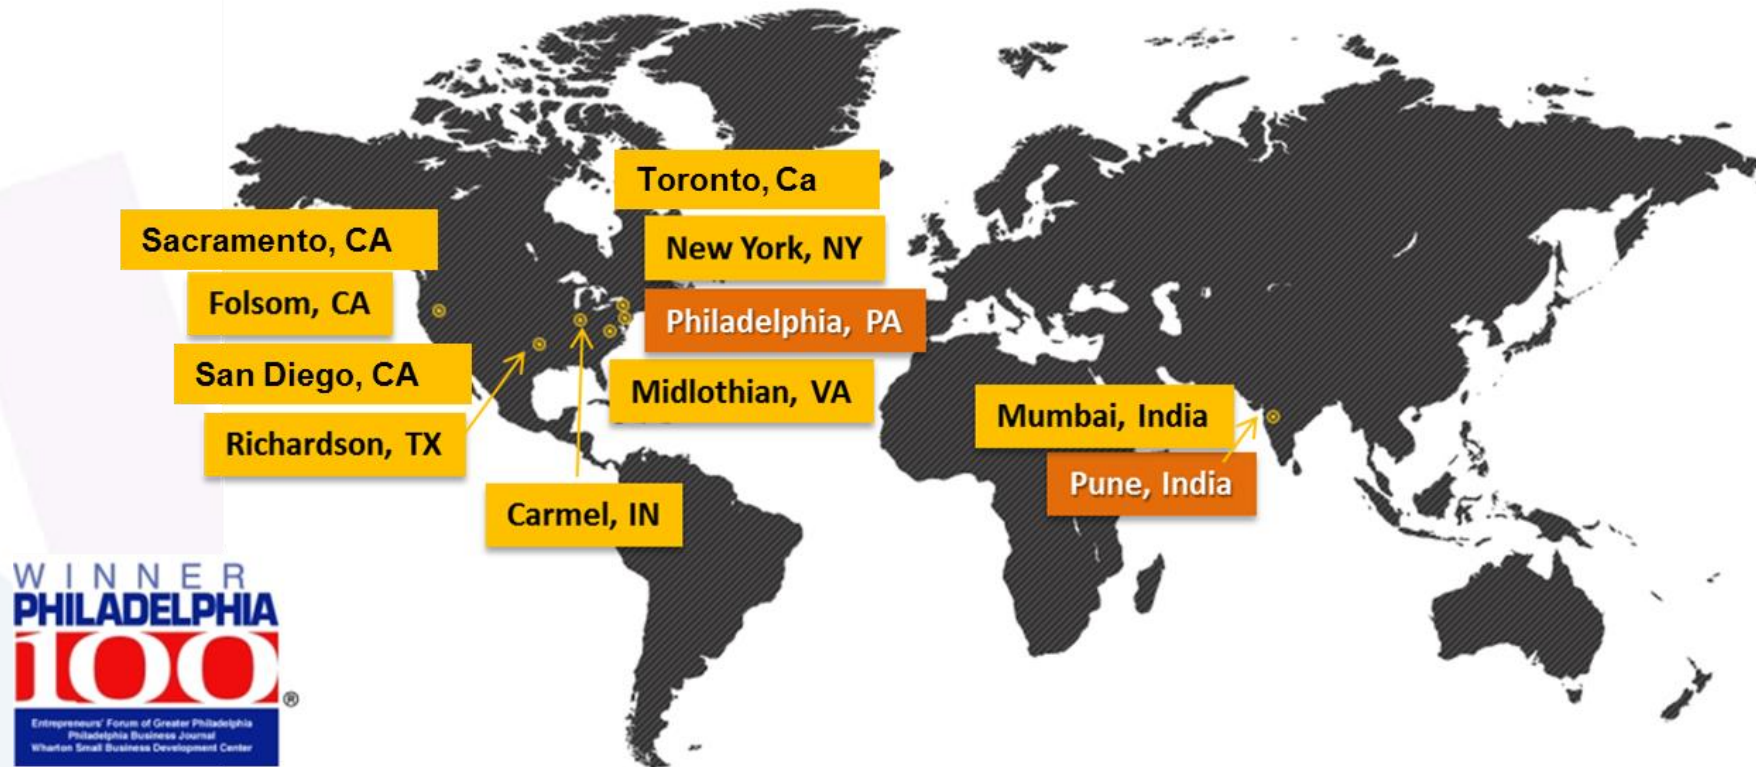 Toronto, Ca
Sacramento, CA
New York, NY
Folsom, CA
Philadelphia, PA
San Diego, CA
Midlothian, VA
Mumbai, India
Richardson, TX
Pune, India
Carmel, IN
WINNER
PHILADELPHIA
100
®
Entrepreneurs' Forum of Greater Philadelphia
Philadelphia Business Journal
Wharton Small Business Development Center